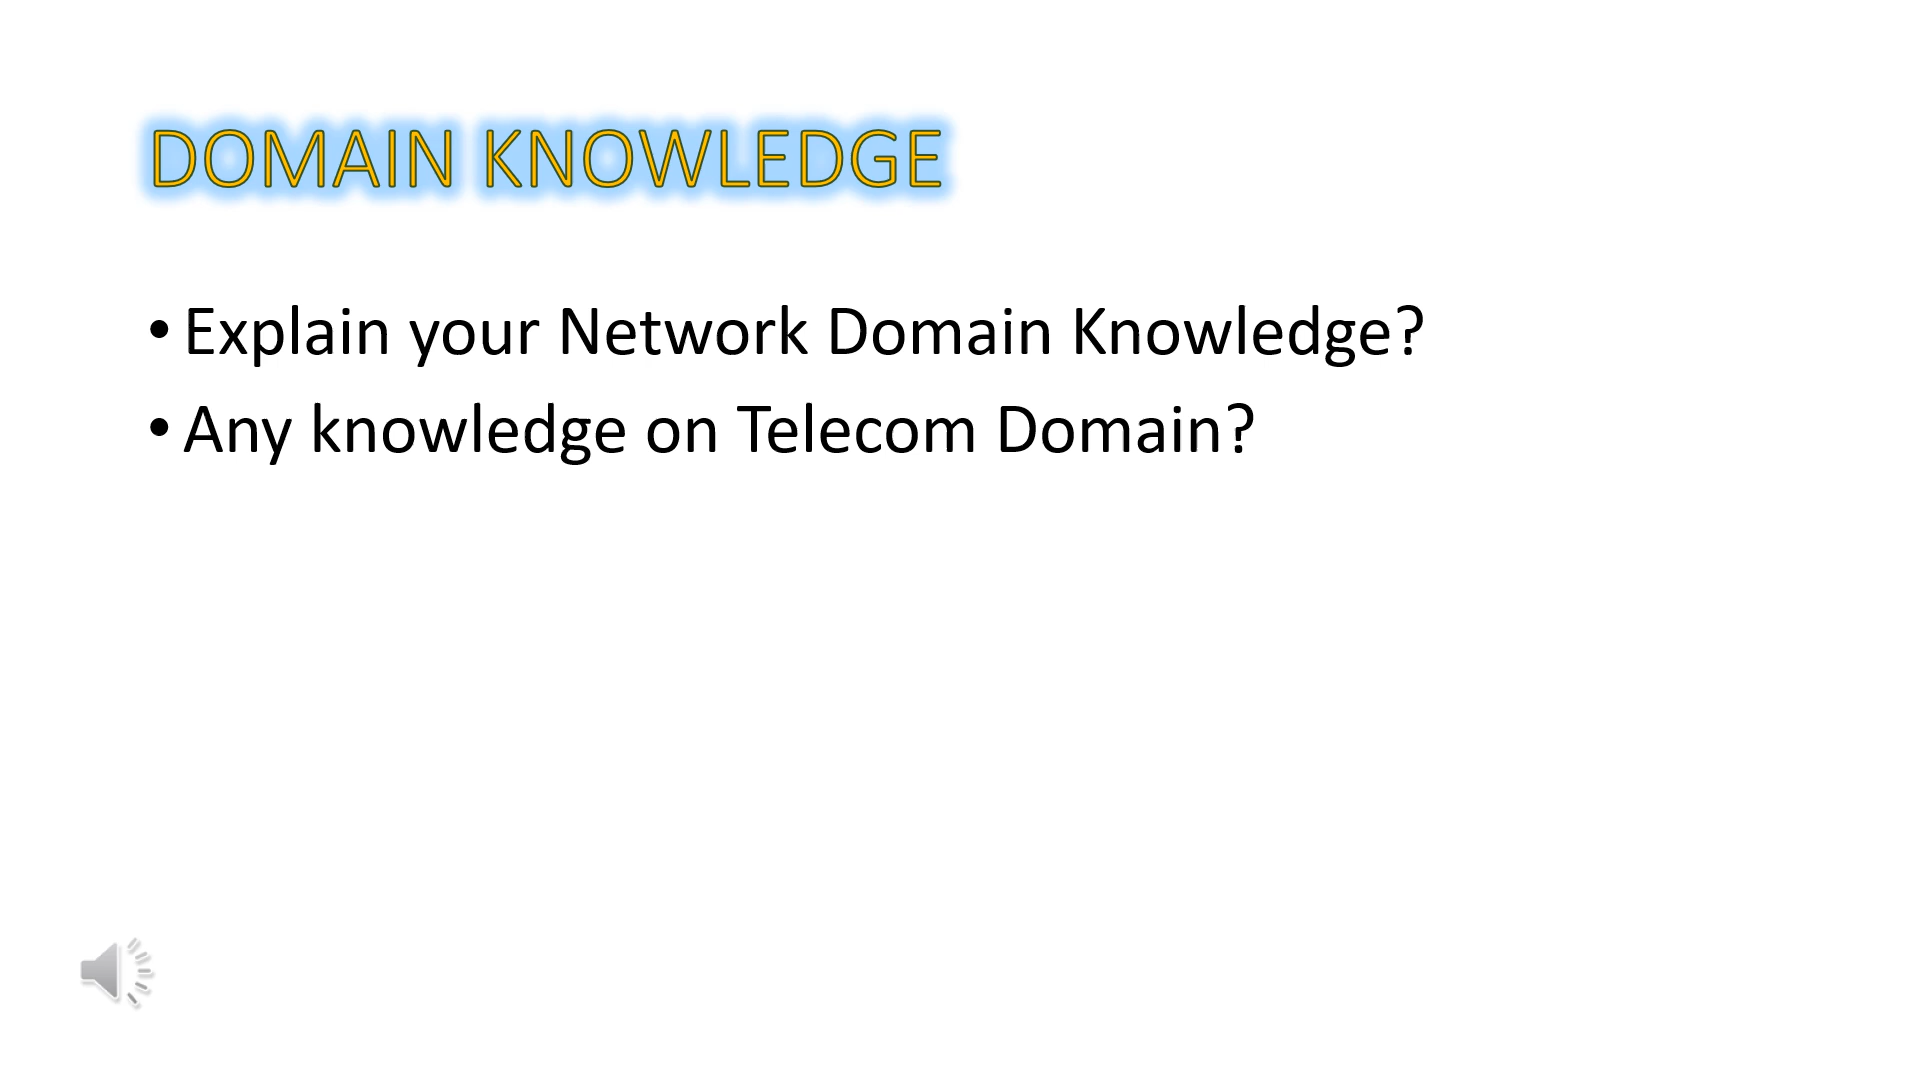 DOMAIN KNOWLEDGE
• Explain your Network Domain Knowledge?
• Any knowledge on Telecom Domain?